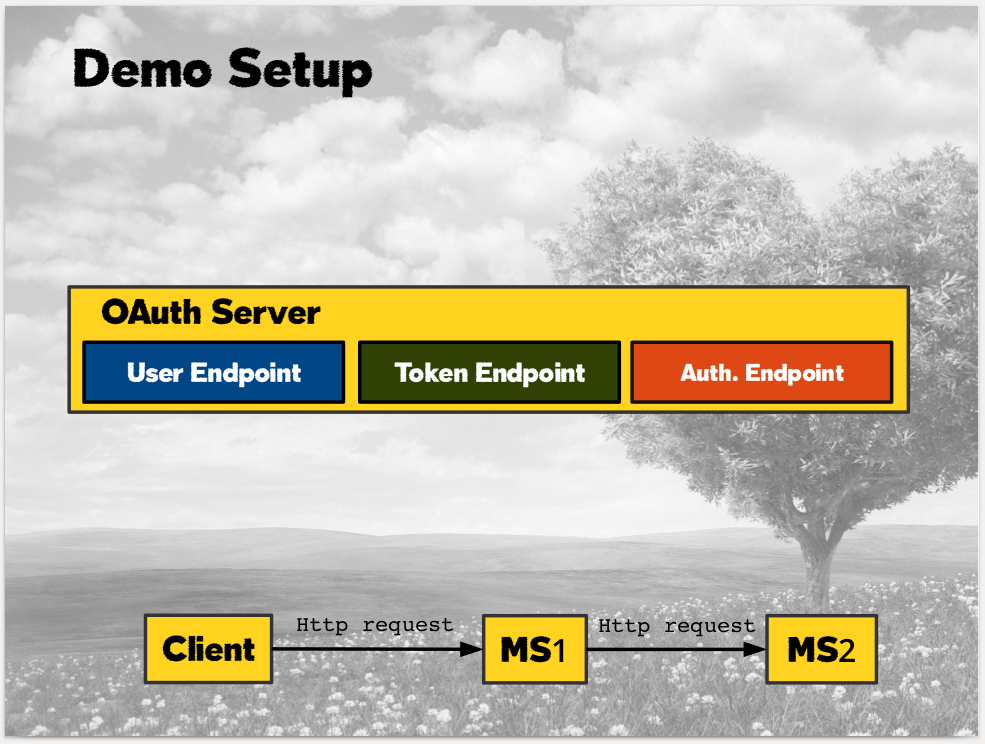 Demo Setup
OAuth Server
User Endpoint
Token Endpoint
Auth. Endpoint
Http request
Http request
Client
MS1
MS2